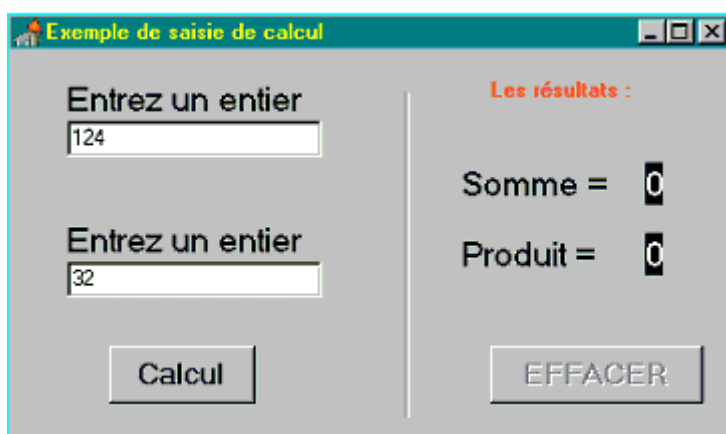 Exemple de saisie de calcul
Entrez un entier
124
Entrez un entier
32
Calcul
Les résultats :
Somme = 0
Produit = 0
EFFACER